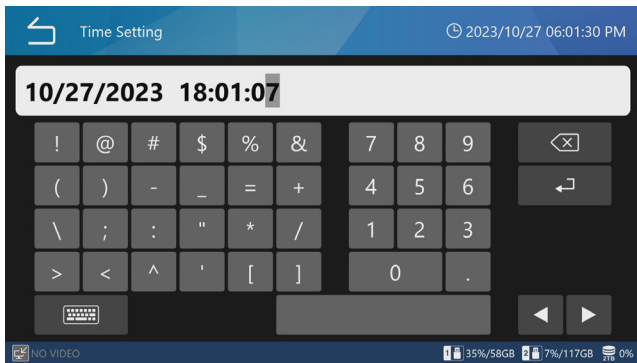 Time Setting
2023/10/27 06:01:30 PM
10/27/2023 18:01:07
! @ # $ % & 7 8 9
( ) - _ = + 4 5 6
\ ; : " * / 1 2 3
> < ^ ' [ ] 0 .
NO VIDEO
1 35%/58GB 2 7%/117GB 2TB 0%